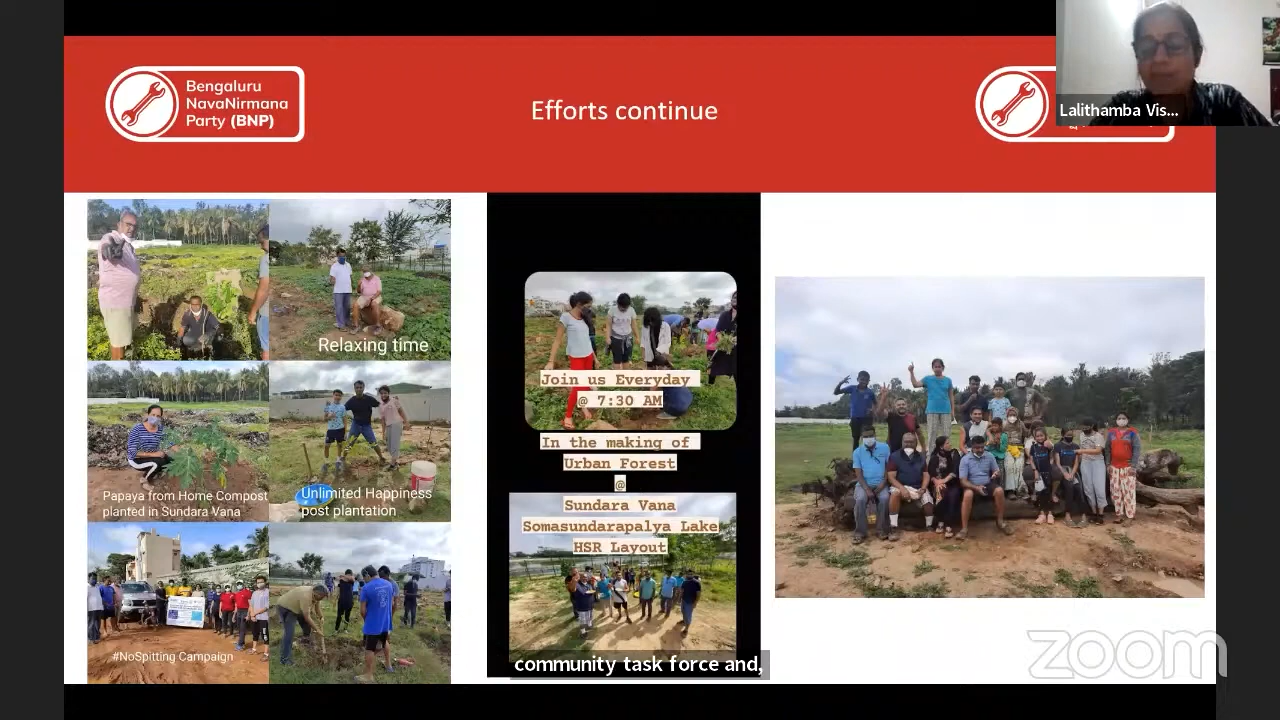 Bengaluru
NavaNirmana
Party (BNP)
Efforts continue
Lalithamba Vis...
Relaxing time
Papaya from Home Compost
planted in Sundara Vana
Unlimited Happiness
post plantation
#NoSpitting Campaign
Join us Everyday
@ 7:30 AM
In the making of
Urban Forest
@
Sundara Vana
Somasundarapalya Lake
HSR Layout
community task force and,
zoom